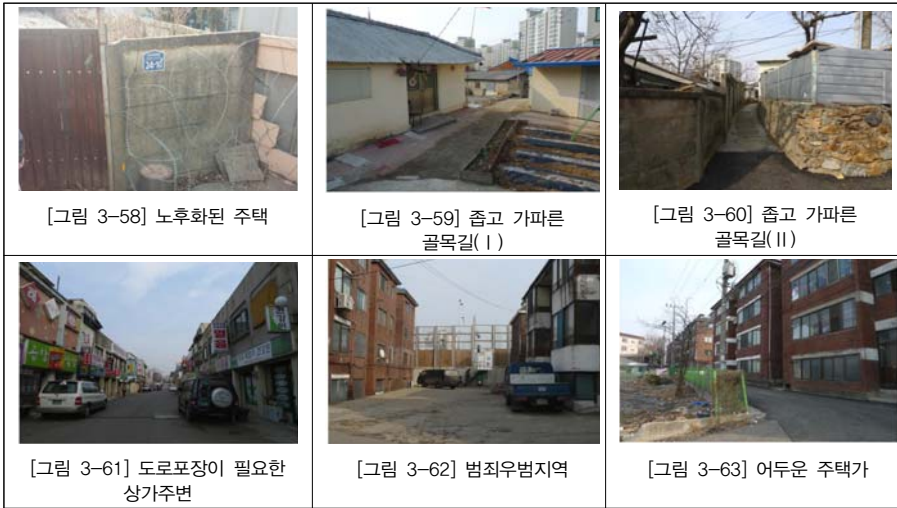 [그림 3-58] 노후화된 주택
[그림 3-59] 좁고 가파른
골목길(Ⅰ)
[그림 3-60] 좁고 가파른
골목길(Ⅱ)
[그림 3-61] 도로포장이 필요한
상가주변
[그림 3-62] 범죄우범지역
[그림 3-63] 어두운 주택가